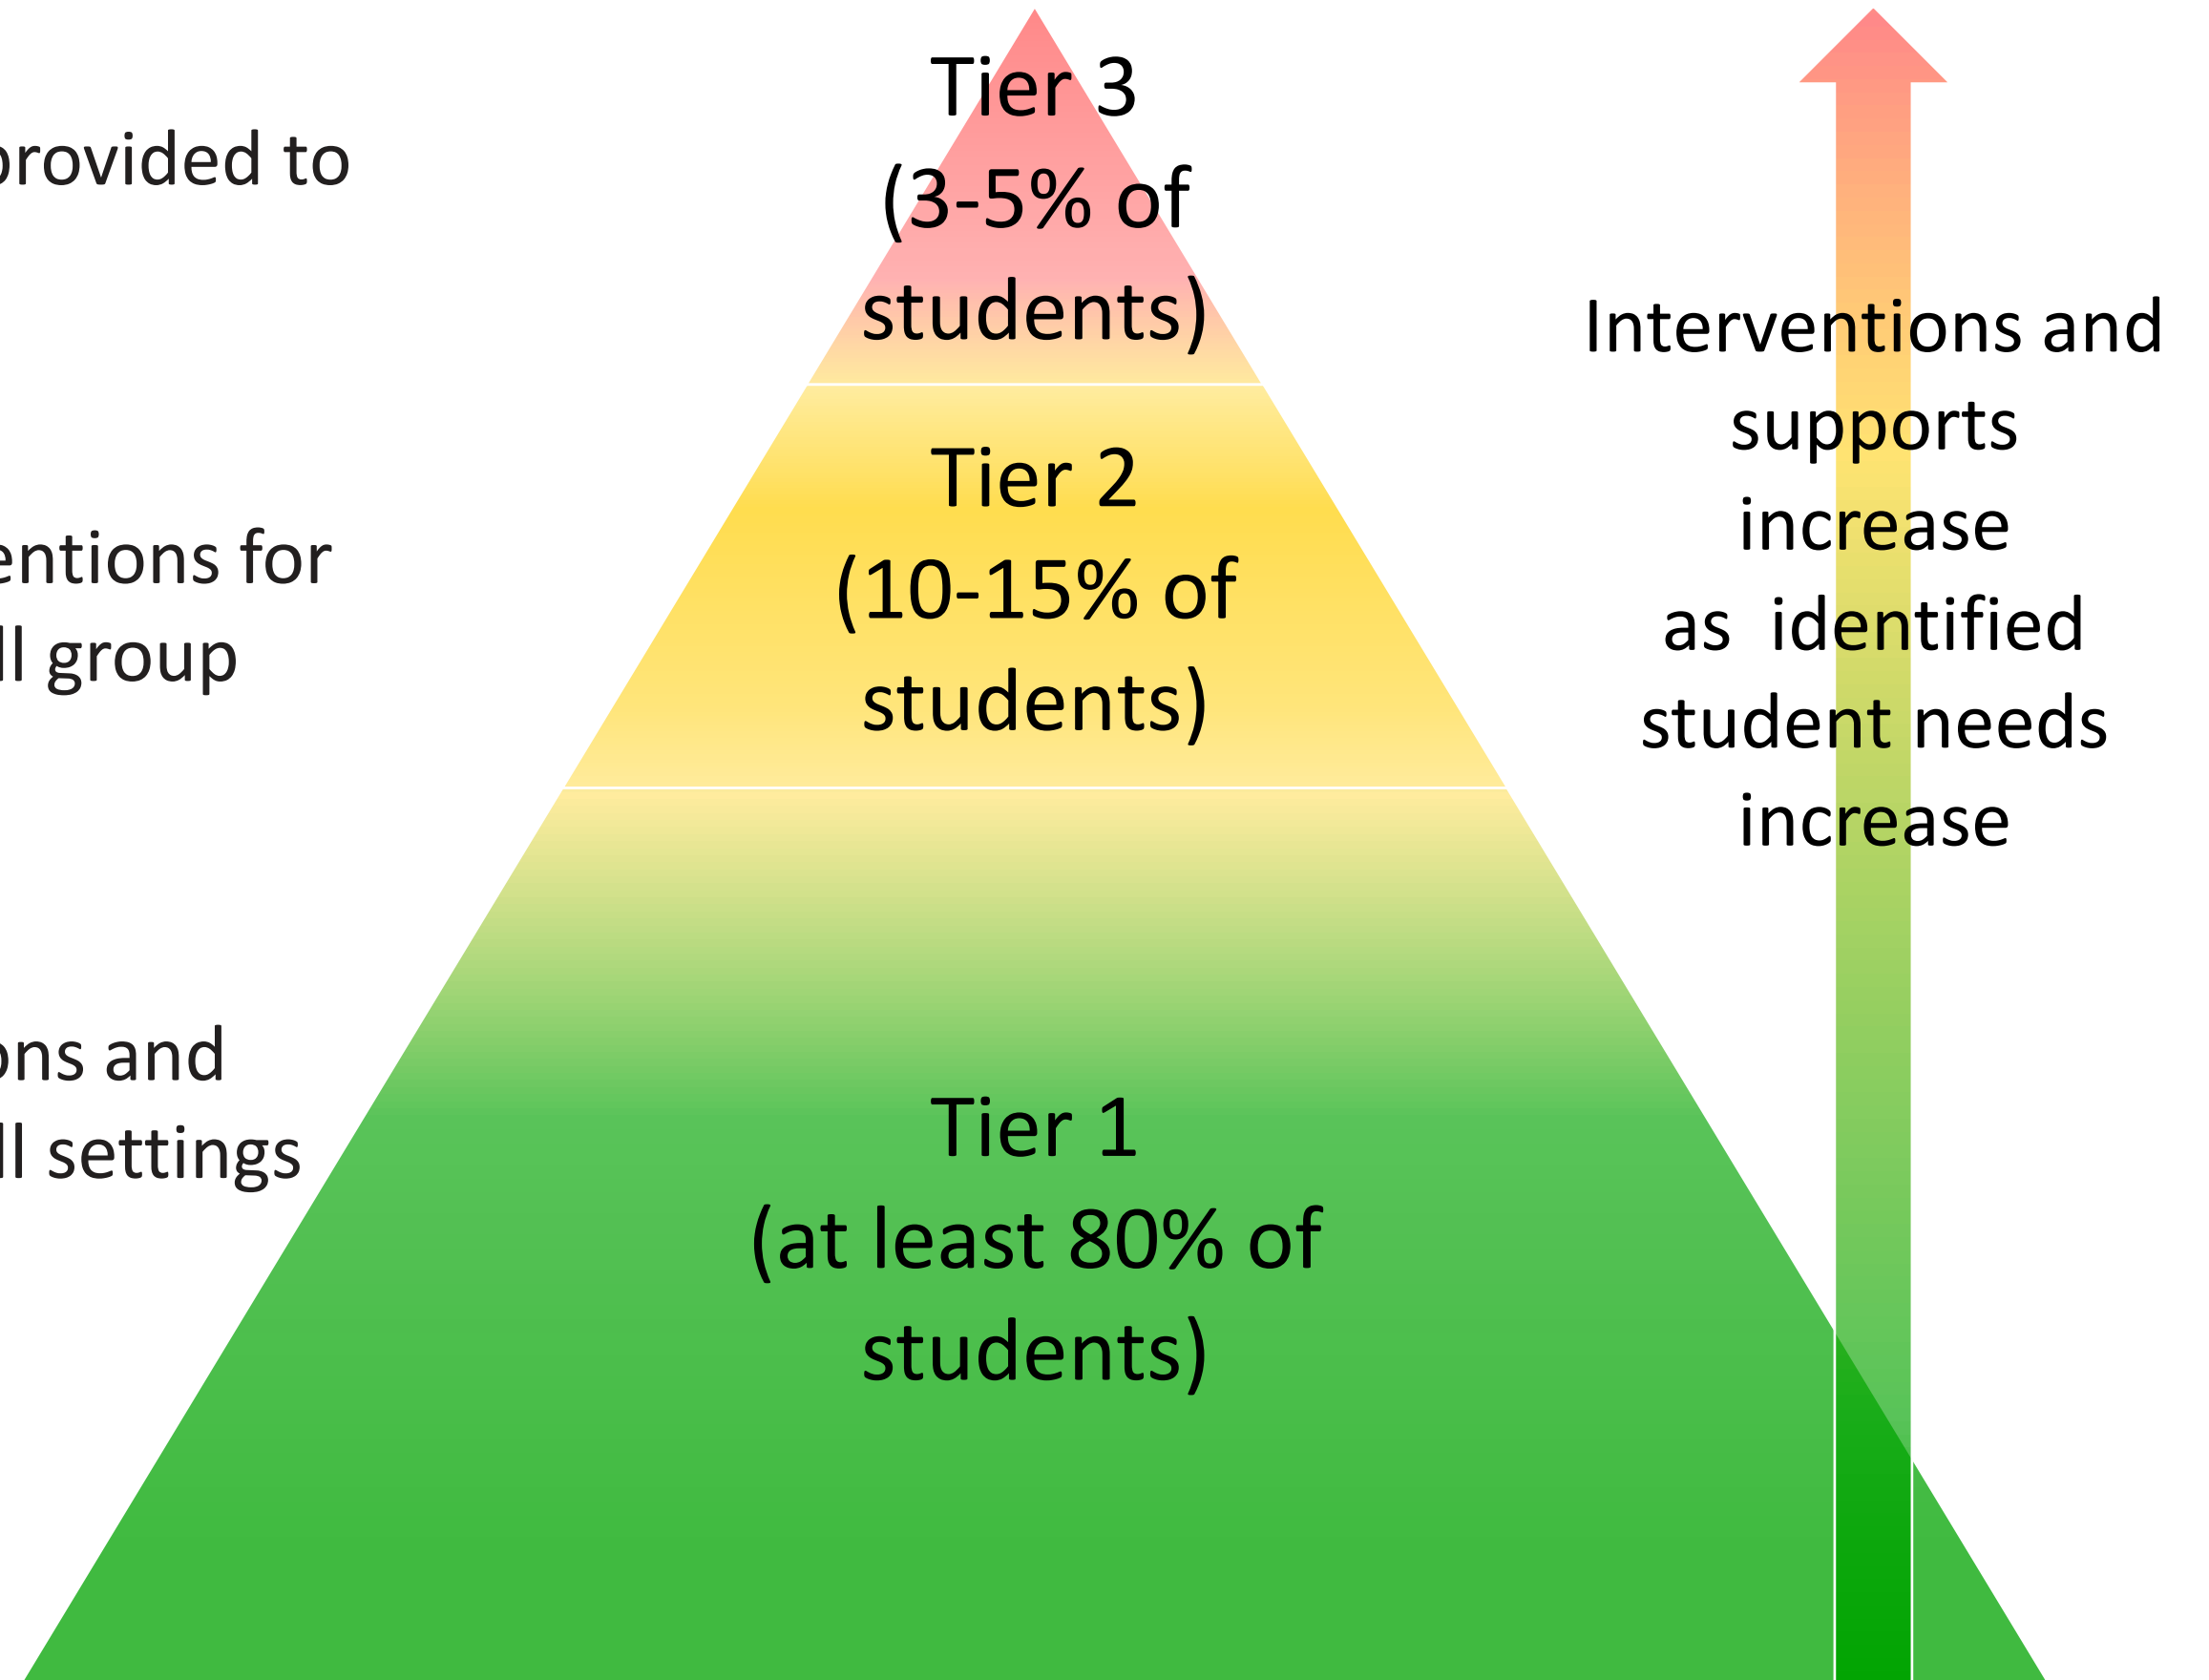 provided to
entions for
ll group
ons and
ll settings
Tier 3
(3-5% of
students)
Tier 2
(10-15% of
students)
Tier 1
(at least 80% of
students)
Interventions and
supports
increase
as identified
student needs
increase